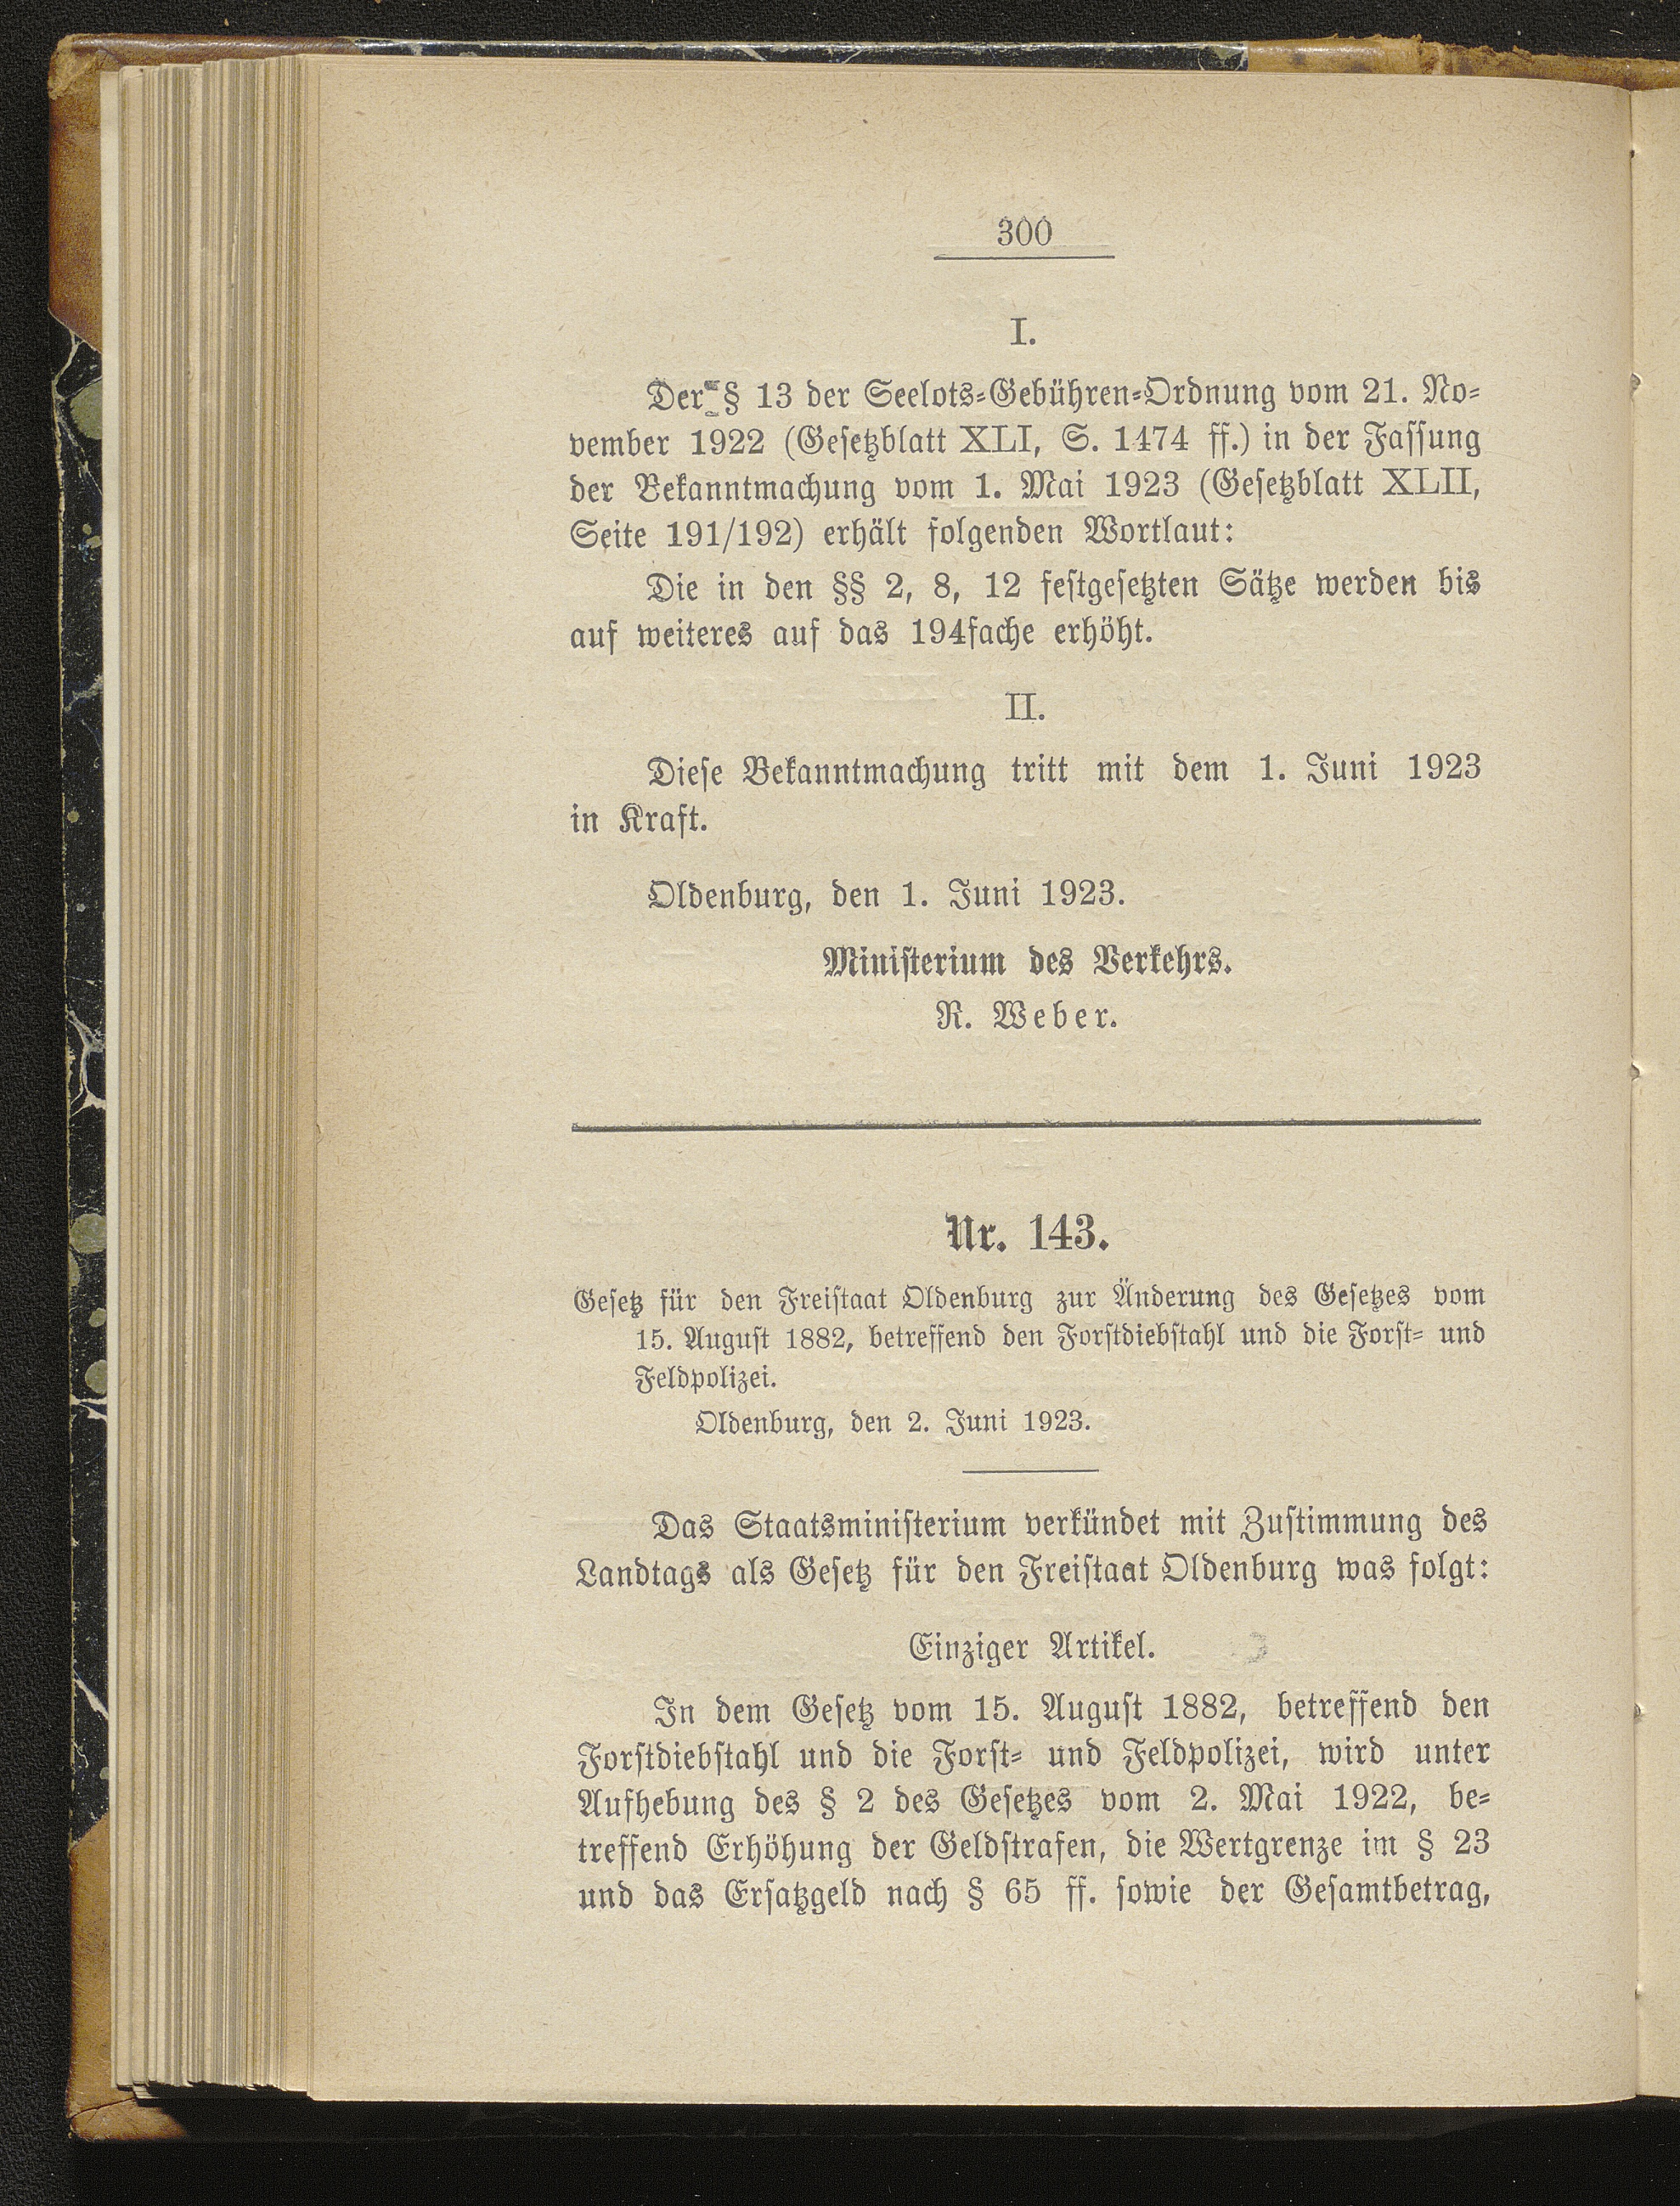 300
I.
Der § 13 der Seelots-Gebühren-Ordnung vom 21. No-
vember 1922 (Gesetzblatt XLI, S. 1474 ff.) in der Fassung
der Bekanntmachung vom 1. Mai 1923 (Gesetzblatt XLII,
Seite 191/192) erhält folgenden Wortlaut:
Die in den §§ 2, 8, 12 festgesetzten Sätze werden bis
auf weiteres auf das 194fache erhöht.
II.
Diese Bekanntmachung tritt mit dem 1. Juni 1923
in Kraft.
Oldenburg, den 1. Juni 1923.
Ministerium des Verkehrs.
R. Weber.
Nr. 143.
Gesetz für den Freistaat Oldenburg zur Änderung des Gesetzes vom
15. August 1882, betreffend den Forstdiebstahl und die Forst- und
Feldpolizei.
Oldenburg, den 2. Juni 1923.
Das Staatsministerium verkündet mit Zustimmung des
Landtags als Gesetz für den Freistaat Oldenburg was folgt:
Einziger Artikel.
In dem Gesetz vom 15. August 1882, betreffend den
Forstdiebstahl und die Forst- und Feldpolizei, wird unter
Aufhebung des § 2 des Gesetzes vom 2. Mai 1922, be-
treffend Erhöhung der Geldstrafen, die Wertgrenze im § 23
und das Ersatzgeld nach § 65 ff. sowie der Gesamtbetrag,